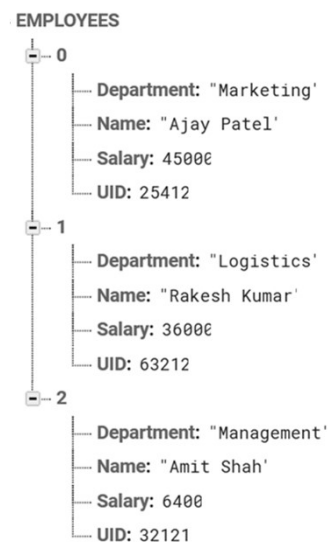 EMPLOYEES
0
Department: "Marketing'
Name: "Ajay Patel'
Salary: 45000
UID: 25412
1
Department: "Logistics'
Name: "Rakesh Kumar'
Salary: 36000
UID: 63212
2
Department: "Management'
Name: "Amit Shah'
Salary: 6400
UID: 32121